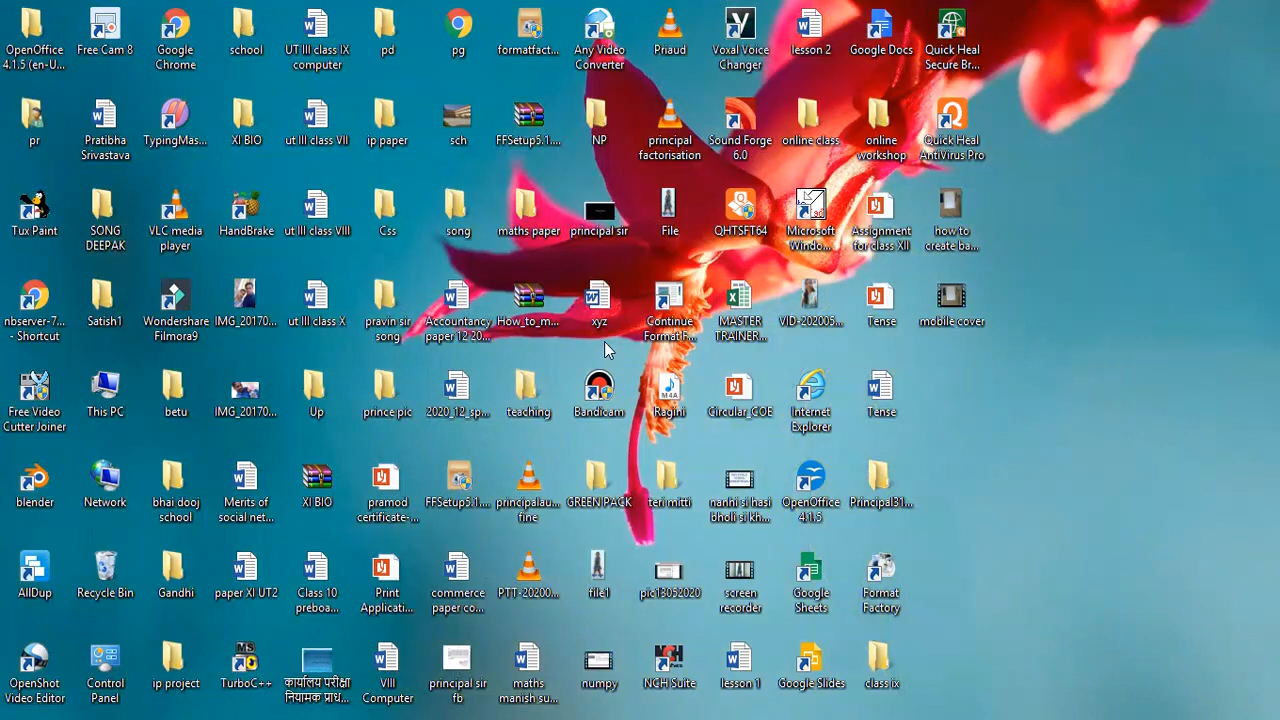 OpenOffice
4.1.5 (en-U...
Free Cam 8
Google
Chrome
school
UT III class IX
computer
pd
pg
formatfact...
Any Video
Converter
Priaud
Voxal Voice
Changer
lesson 2
Google Docs
Quick Heal
Secure Br...
pr
Pratibha
Srivastava
TypingMas...
XI BIO
ut III class VII
ip paper
sch
FFSetup5.1....
NP
principal
factorisation
Sound Forge
6.0
online class
online
workshop
Quick Heal
AntiVirus Pro
Tux Paint
SONG
DEEPAK
VLC media
player
HandBrake
ut III class VIII
Css
song
maths paper
principal sir
File
QHTSFT64
Microsoft
Windo...
Assignment
for class XII
how to
create ba...
nbserver-7...
- Shortcut
Satish1
Wondershare
Filmora9
IMG_20170...
ut III class X
pravin sir
song
Accountancy
paper 12 20...
How_to_m...
xyz
Continue
Format F...
MASTER
TRAINER...
VID-202005...
Tense
mobile cover
Free Video
Cutter Joiner
This PC
betu
IMG_20170...
Up
prince pic
2020_12_sp...
teaching
Bandicam
Ragini
Circular_COE
Internet
Explorer
Tense
blender
Network
bhai dooj
school
Merits of
social net...
XI BIO
pramod
certificate-...
FFSetup5.1....
principalau...
fine
GREEN PACK
teri mitti
nanhi si hasi
bholi si kh...
OpenOffice
4.1.5
Principal31...
AllDup
Recycle Bin
Gandhi
paper XI UT2
Class 10
preboa...
Print
Applicati...
commerce
paper co...
PTT-20200...
file1
pic13052020
screen
recorder
Google
Sheets
Format
Factory
OpenShot
Video Editor
Control
Panel
ip project
TurboC++
कार्यालय परीक्षा
नियामक प्राध...
VIII
Computer
principal sir
fb
maths
manish su...
numpy
NCH Suite
lesson 1
Google Slides
class ix